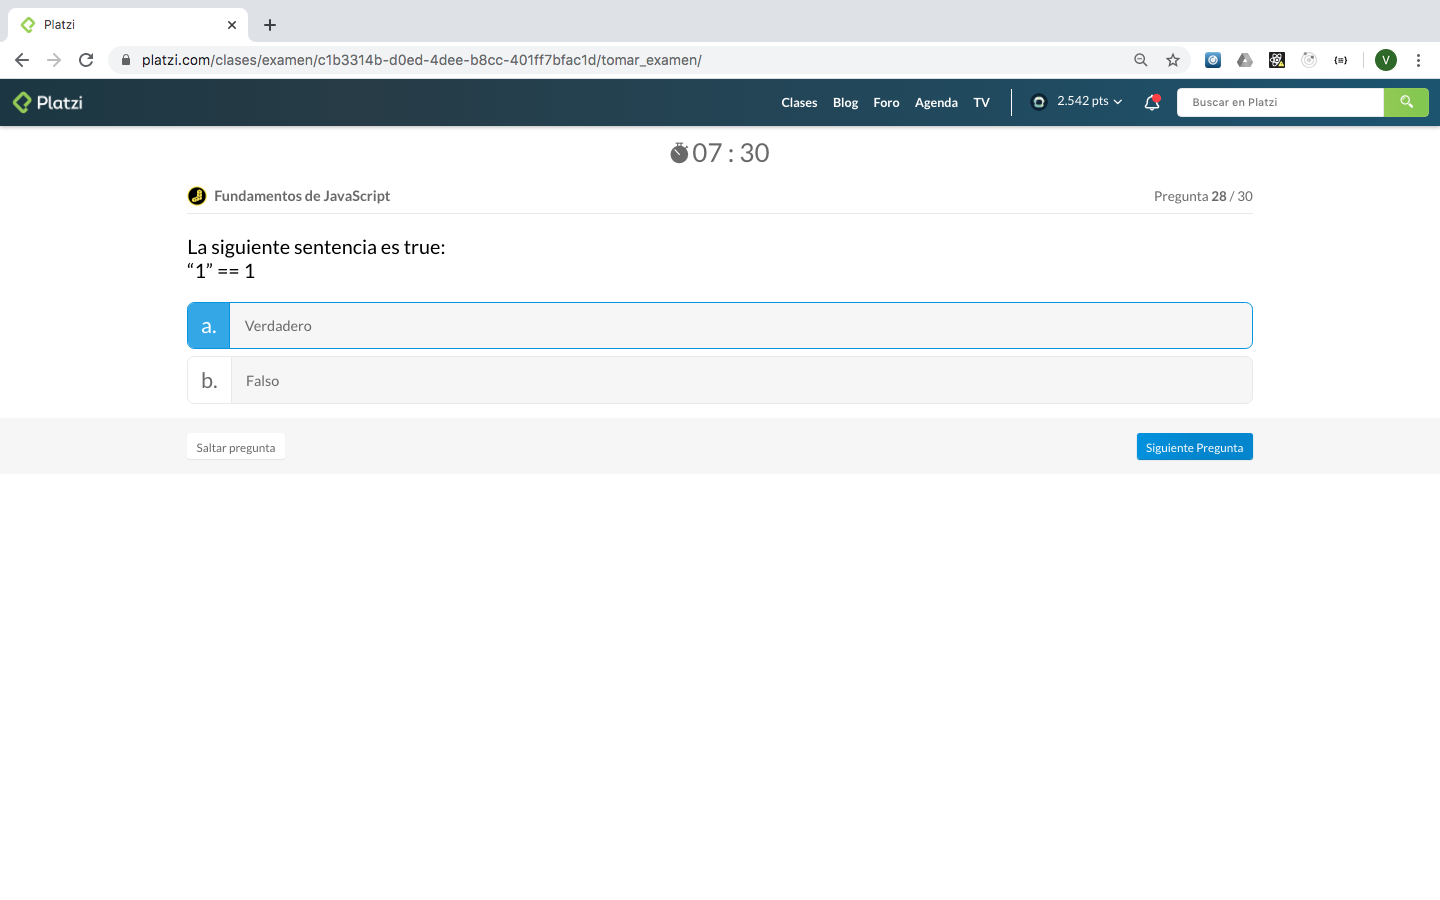 Platzi
platzi.com/clases/examen/c1b3314b-d0ed-4dee-b8cc-401ff7bfac1d/tomar_examen/
V
Platzi
Clases Blog Foro Agenda TV 2.542 pts Buscar en Platzi
07 : 30
Fundamentos de JavaScript
Pregunta 28 / 30
La siguiente sentencia es true:
“1” == 1
a. Verdadero
b. Falso
Saltar pregunta
Siguiente Pregunta